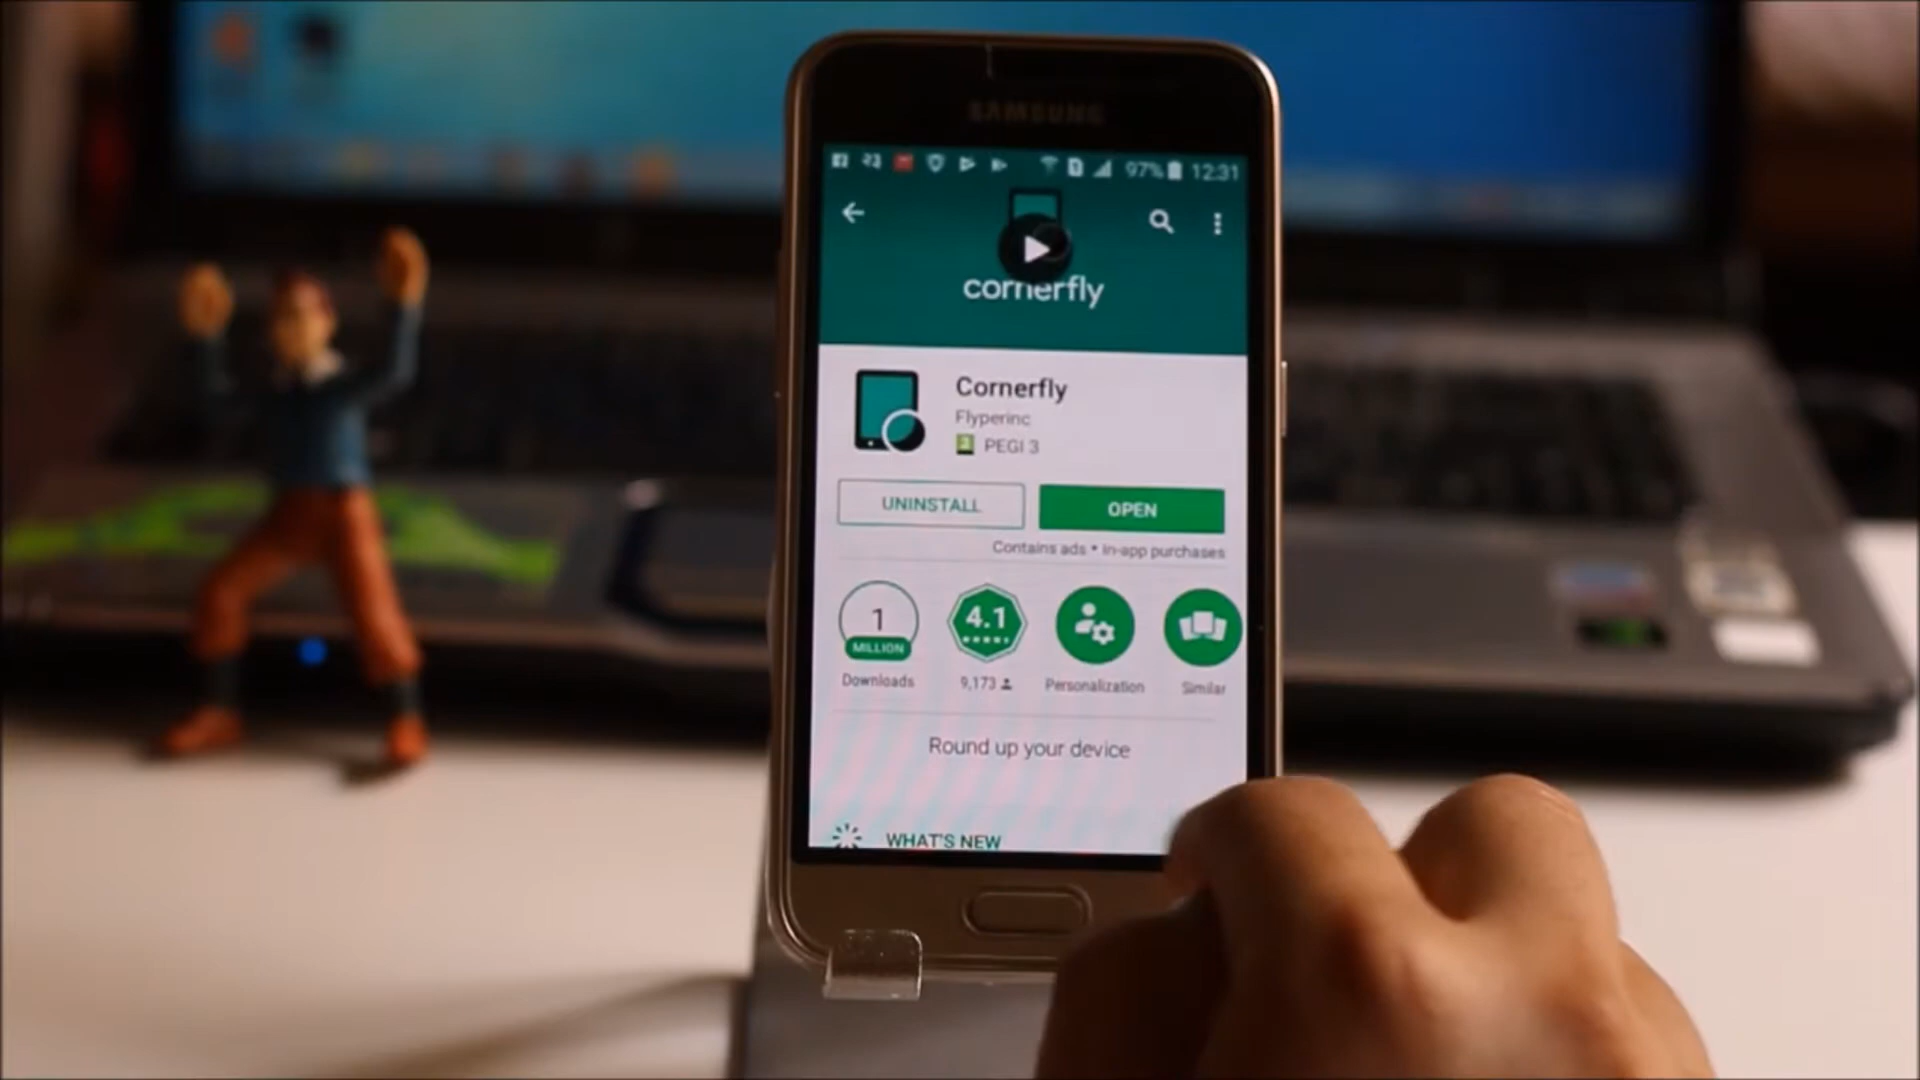 SAMSUNG
97% 12:31
cornerfly
Cornerfly
Flyperinc
3 PEGI 3
UNINSTALL OPEN
Contains ads • In-app purchases
1 4.1
MILLION
Downloads 9,173 Personalization Similar
Round up your device
WHAT'S NEW